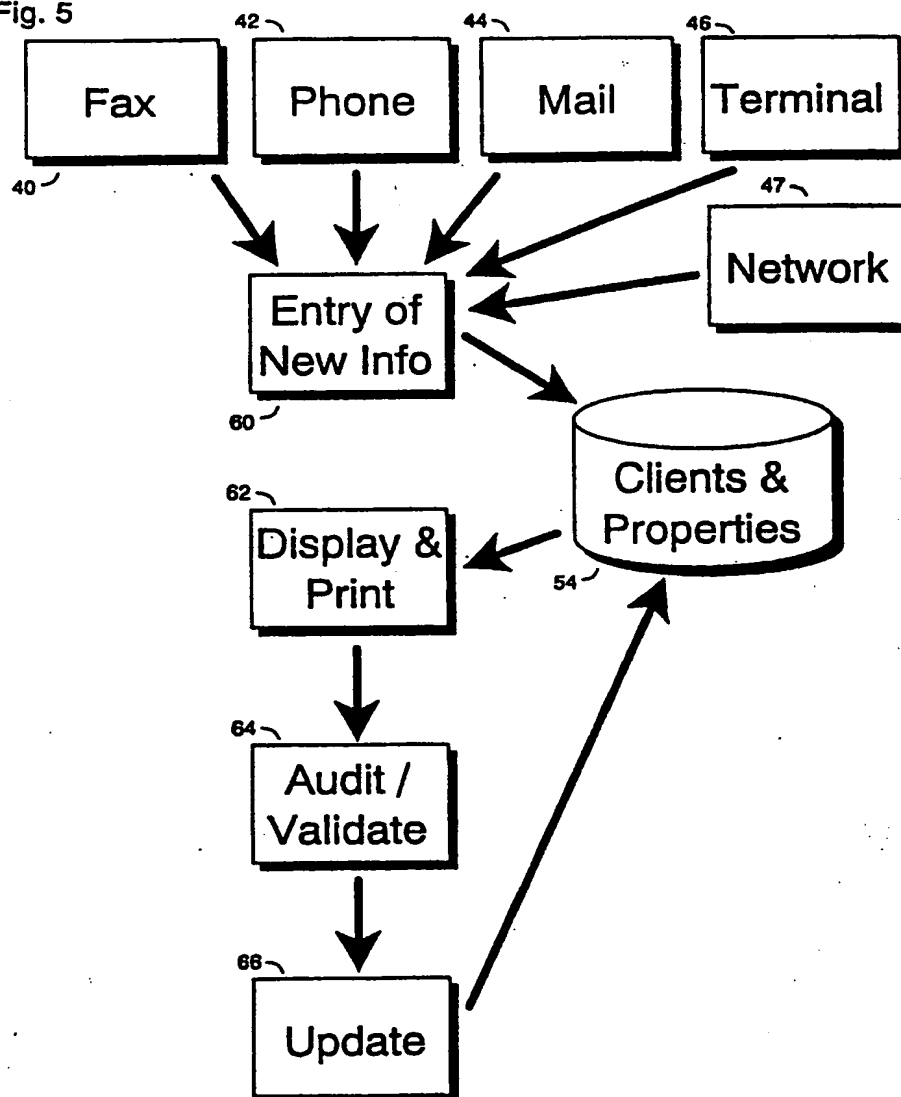 Fig. 5
42
44
46
Fax
Phone
Mail
Terminal
40
47
Network
Entry of
New Info
60
Clients &
Properties
54
62
Display &
Print
64
Audit /
Validate
66
Update